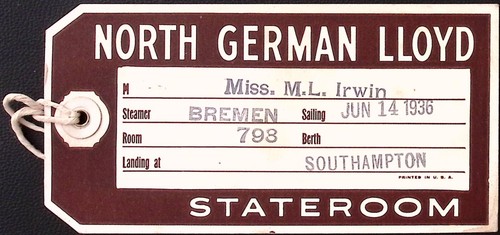 NORTH GERMAN LLOYD
M Miss. M.L. Irwin
Steamer BREMEN Sailing JUN 14 1936
Room 798 Berth
Landing at SOUTHAMPTON
PRINTED IN U. S. A.
STATEROOM